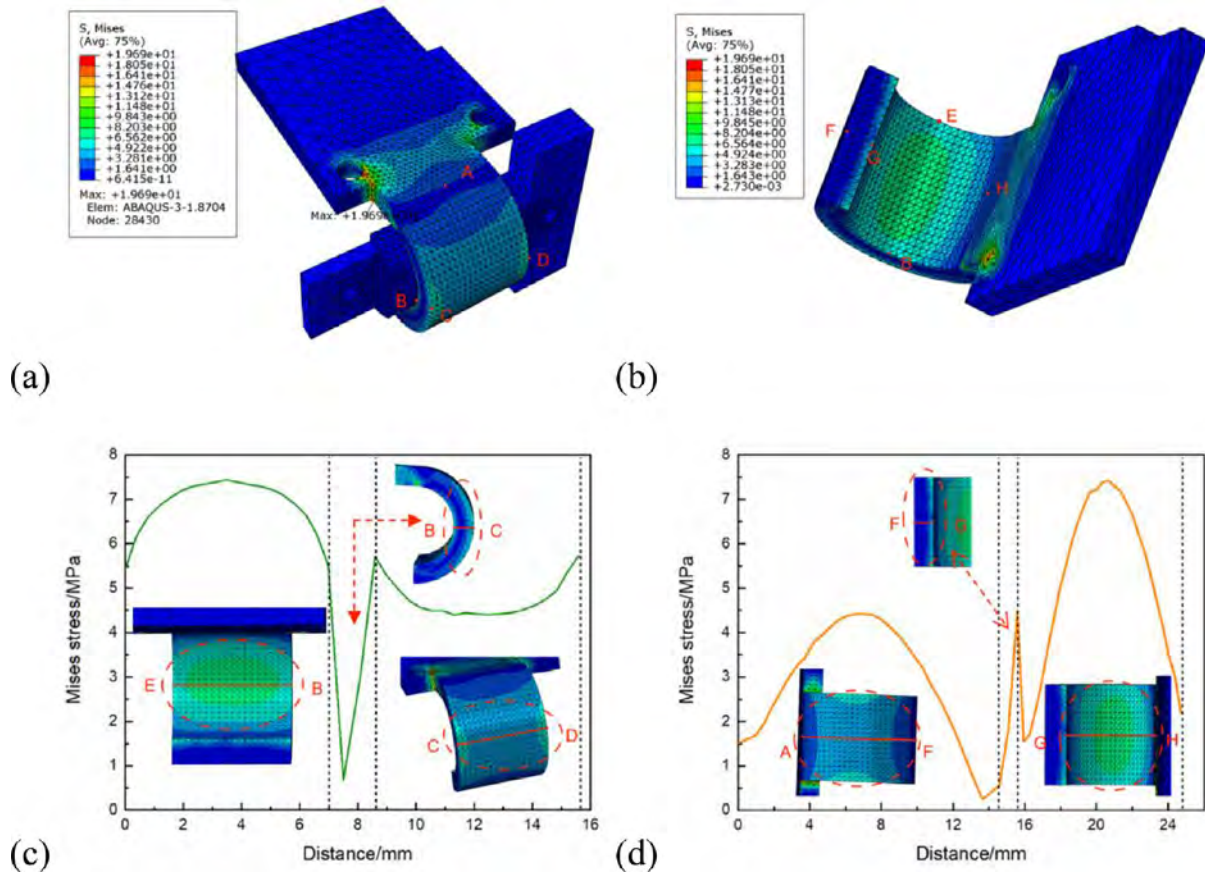 S, Mises
(Avg: 75%)
+1.969e+01
+1.805e+01
+1.641e+01
+1.476e+01
+1.312e+01
+1.148e+01
+9.843e+00
+8.203e+00
+6.562e+00
+4.922e+00
+3.281e+00
+1.641e+00
+6.415e-11
Max: +1.969e+01
Elem: ABAQUS-3-1.8704
Node: 28430
A
Max: +1.969e+01
D
B
C
(a)
S, Mises
(Avg: 75%)
+1.969e+01
+1.805e+01
+1.641e+01
+1.477e+01
+1.313e+01
+1.148e+01
+9.845e+00
+8.204e+00
+6.564e+00
+4.924e+00
+3.283e+00
+1.643e+00
+2.730e-03
E
F
G
H
B
(b)
8
7
6
5
4
3
2
1
0
Mises stress/MPa
B C
E B
C D
0 2 4 6 8 10 12 14 16
Distance/mm
(c)
8
7
6
5
4
3
2
1
0
Mises stress/MPa
F G
A F
G H
0 4 8 12 16 20 24
Distance/mm
(d)